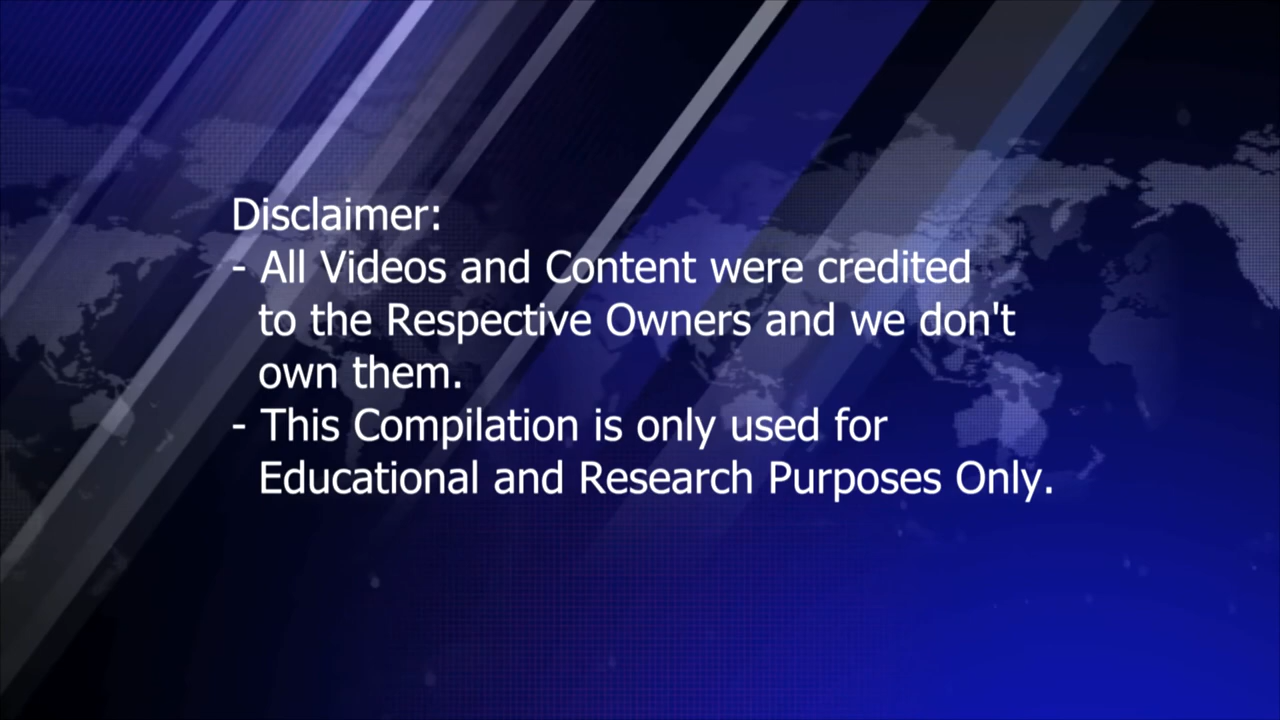 Disclaimer:
- All Videos and Content were credited
to the Respective Owners and we don't
own them.
- This Compilation is only used for
Educational and Research Purposes Only.